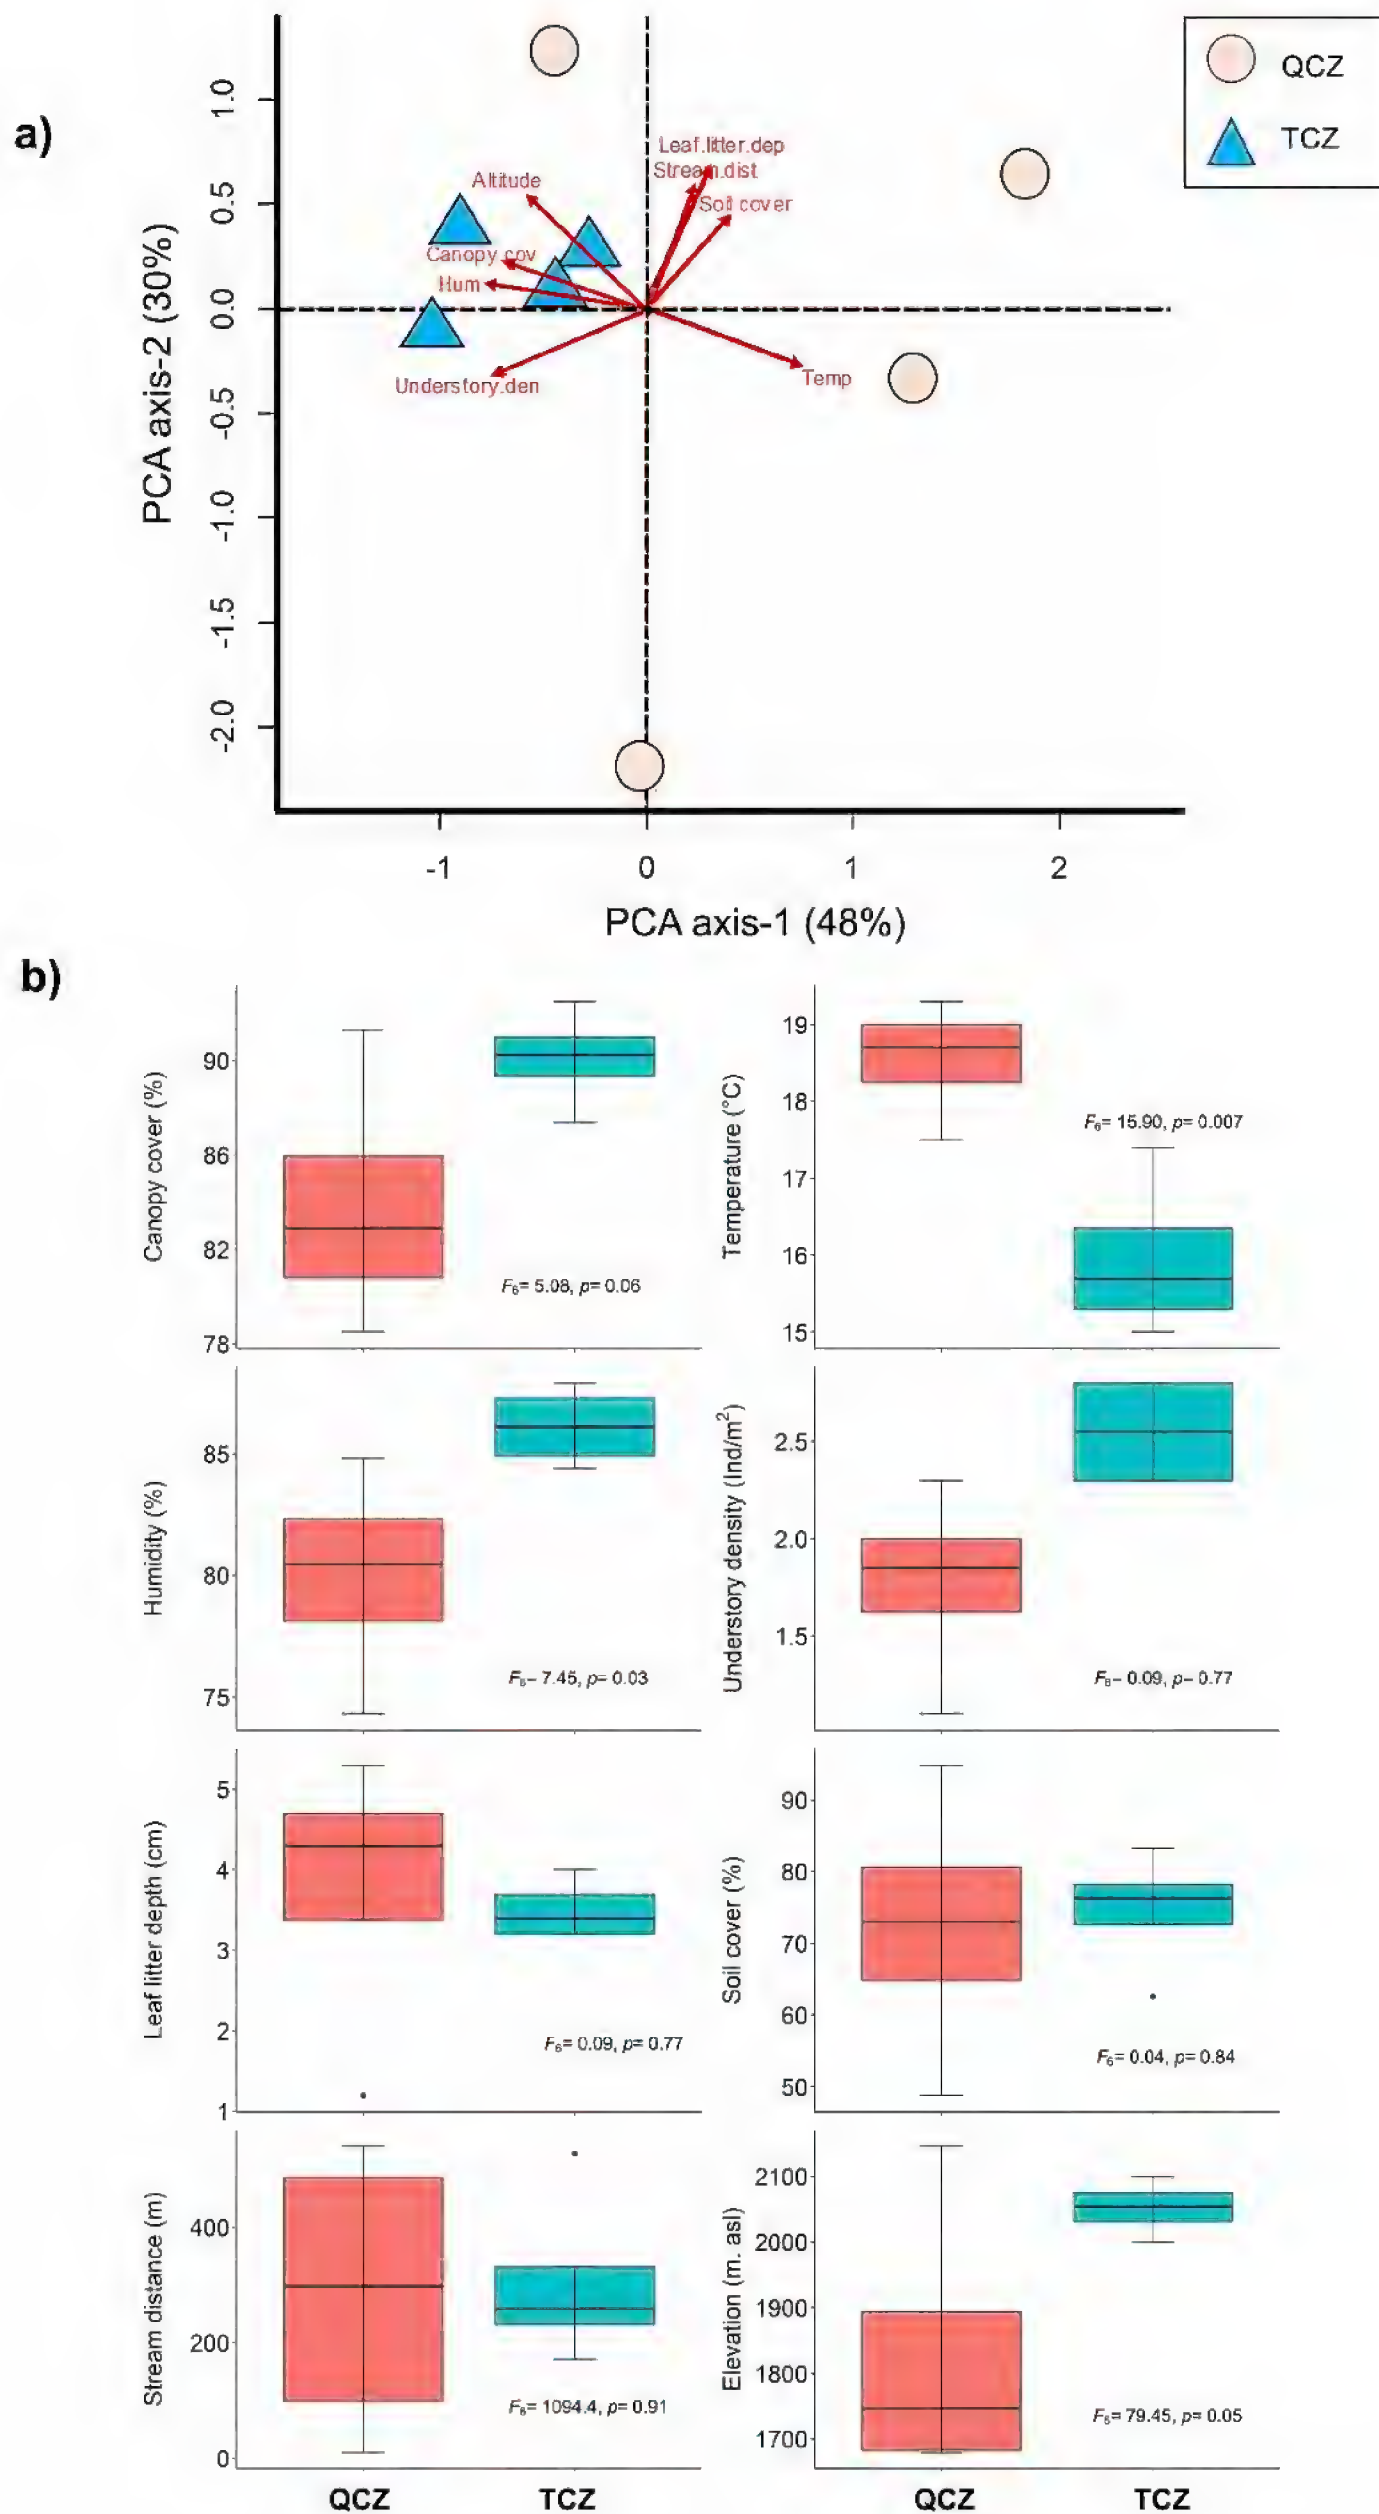 a)
QCZ
TCZ
PCA axis-2 (30%)
1.0
0.5
0.0
-0.5
-1.0
-1.5
-2.0
Leaf.litter.dep
Stream.dist
Soil cover
Altitude
Canopy.cov
Hum
Understory.den
Temp
-1 0 1 2
PCA axis-1 (48%)
b)
Canopy cover (%)
90
86
82
78
F6= 5.08, p= 0.06
Temperature (°C)
19
18
17
16
15
F6= 15.90, p= 0.007
Humidity (%)
85
80
75
F6= 7.45, p= 0.03
Understory density (Ind/m²)
2.5
2.0
1.5
F6= 0.09, p= 0.77
Leaf litter depth (cm)
5
4
3
2
1
F6= 0.09, p= 0.77
Soil cover (%)
90
80
70
60
50
F6= 0.04, p= 0.84
Stream distance (m)
400
200
0
F6= 1094.4, p= 0.91
Elevation (m. asl)
2100
2000
1900
1800
1700
F6= 79.45, p= 0.05
QCZ TCZ QCZ TCZ